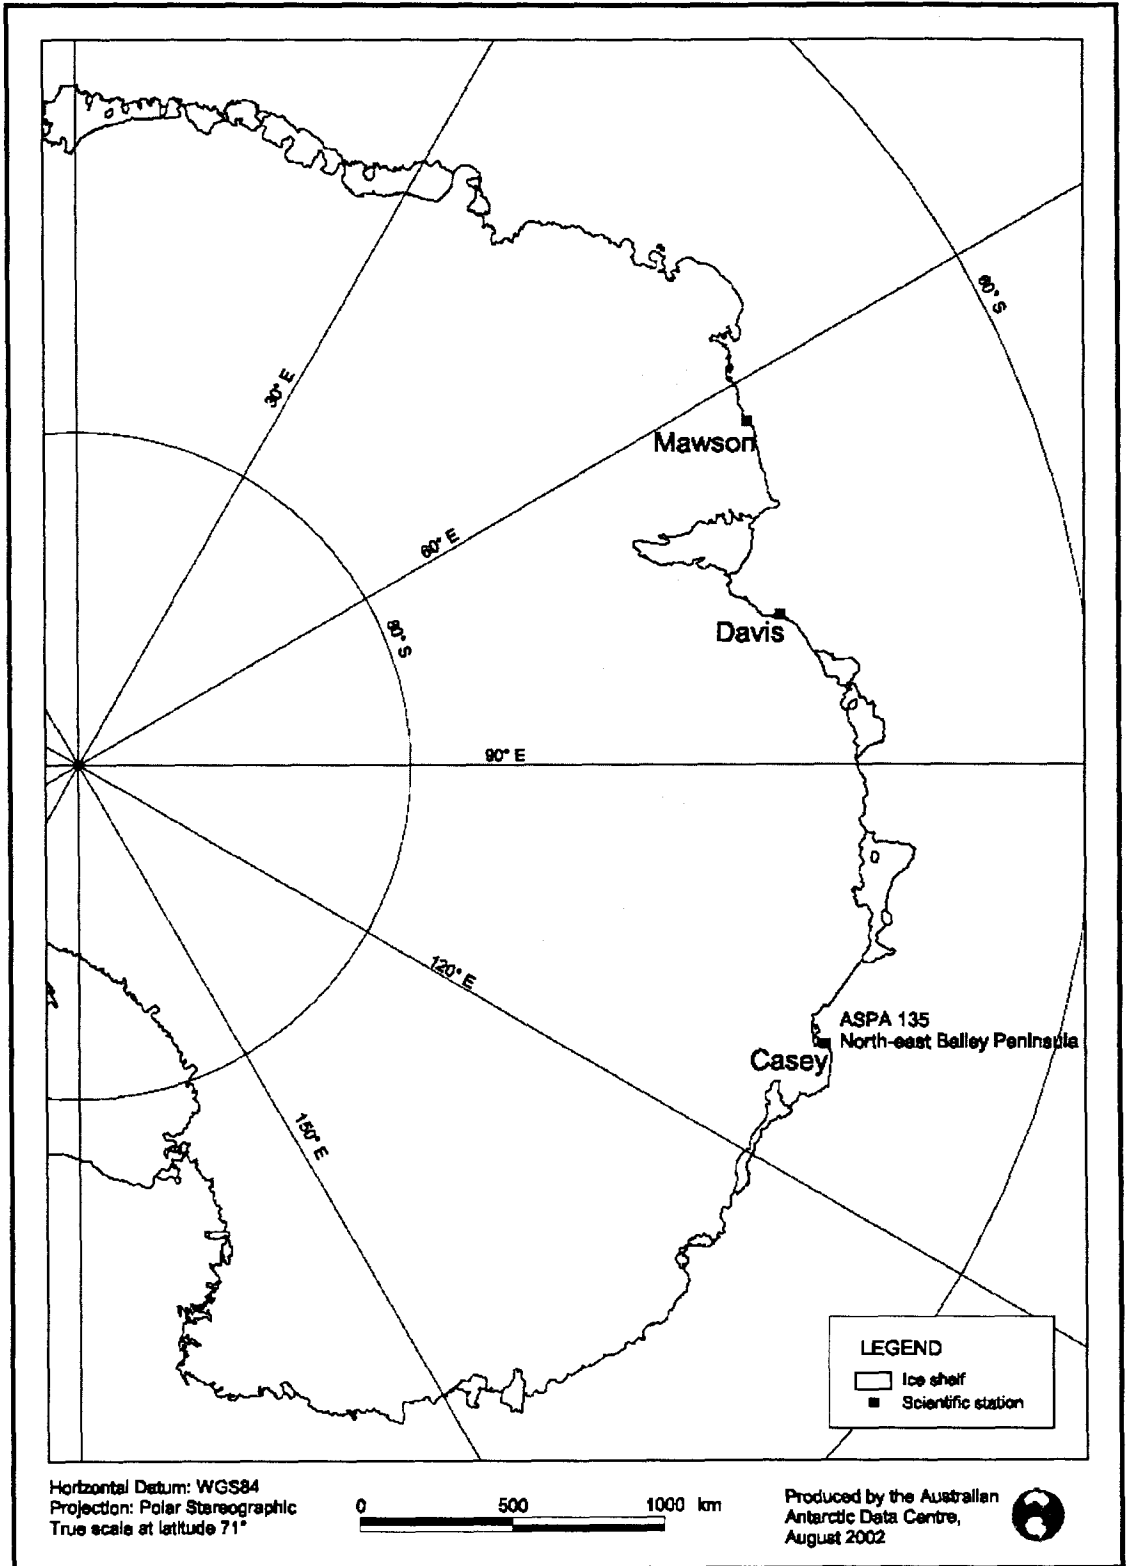 30° E
60° S
Mawson
60° E
80° S
Davis
90° E
120° E
ASPA 135
North-east Bailey Peninsula
Casey
150° E
LEGEND
Ice shelf
Scientific station
Horizontal Datum: WGS84
Projection: Polar Stereographic
True scale at latitude 71°
0 500 1000 km
Produced by the Australian
Antarctic Data Centre,
August 2002